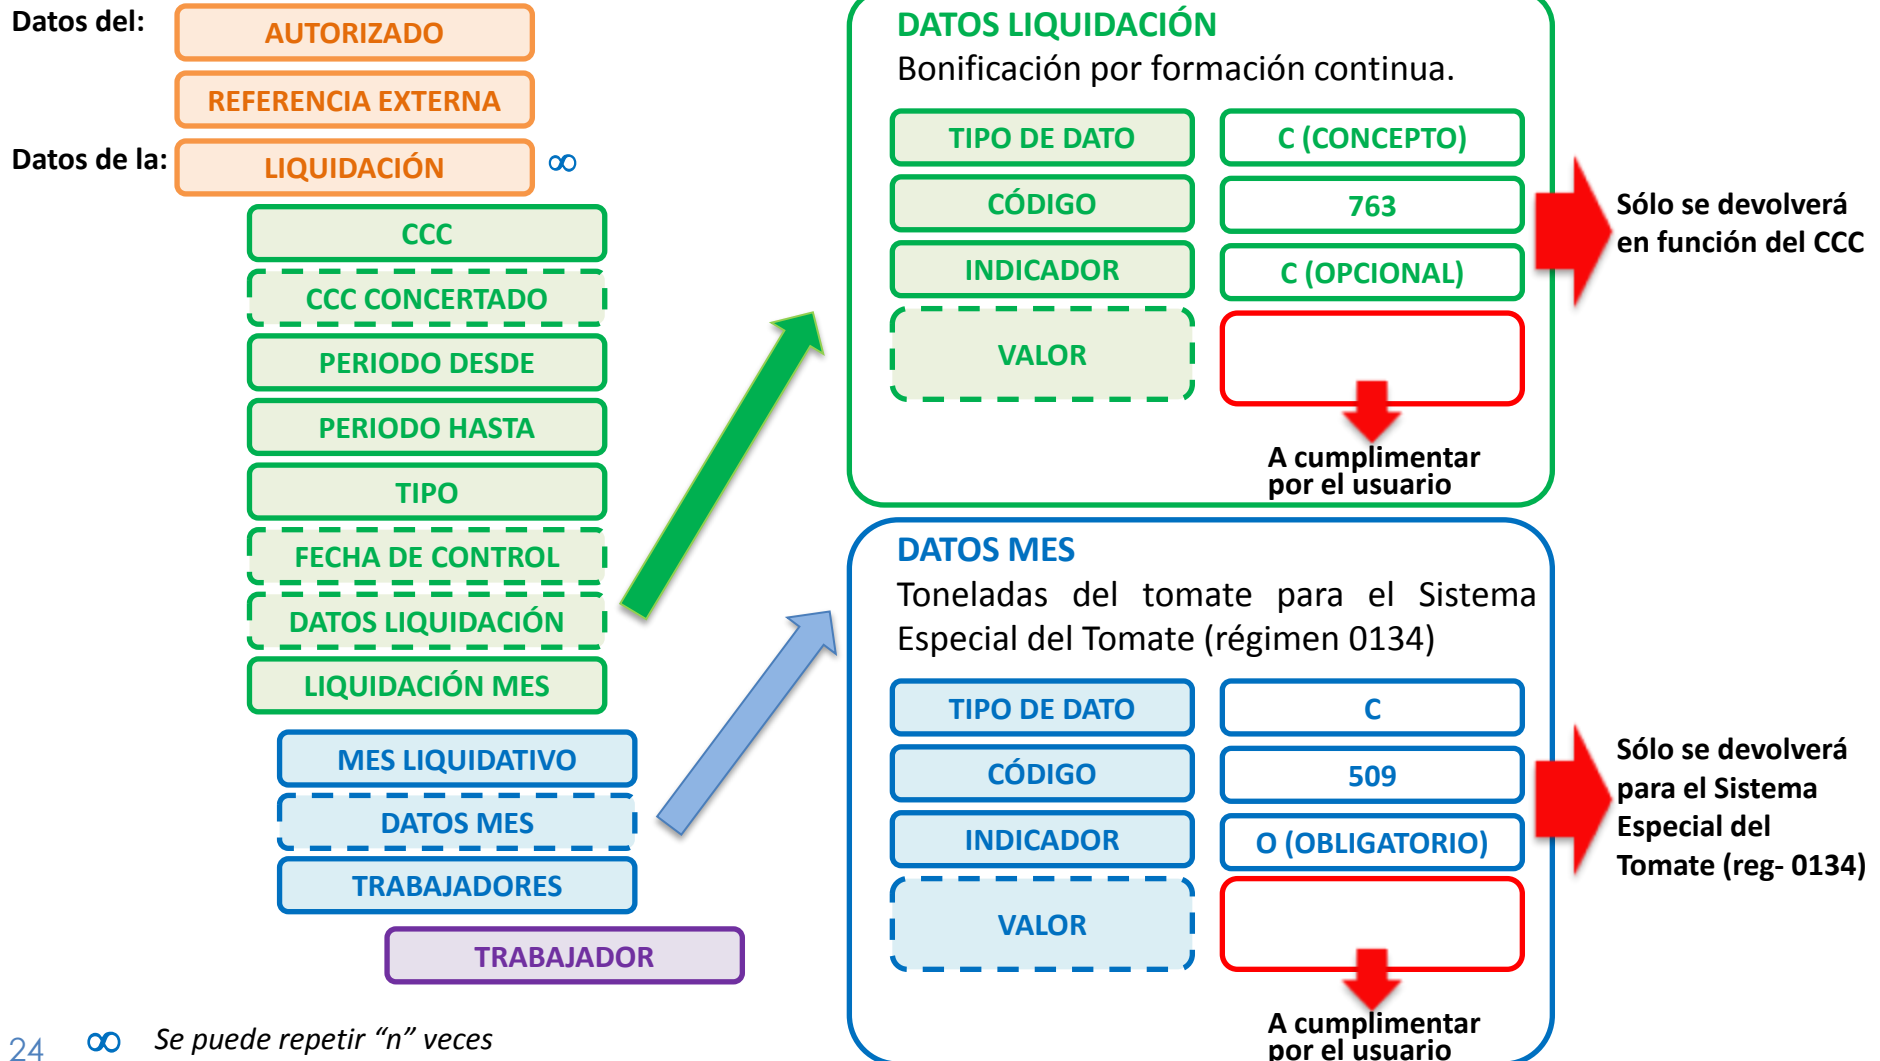 Datos del:
AUTORIZADO
REFERENCIA EXTERNA
Datos de la:
LIQUIDACIÓN
∞
CCC
CCC CONCERTADO
PERIODO DESDE
PERIODO HASTA
TIPO
FECHA DE CONTROL
DATOS LIQUIDACIÓN
LIQUIDACIÓN MES
MES LIQUIDATIVO
DATOS MES
TRABAJADORES
TRABAJADOR
DATOS LIQUIDACIÓN
Bonificación por formación continua.
TIPO DE DATO
C (CONCEPTO)
CÓDIGO
763
INDICADOR
C (OPCIONAL)
VALOR
A cumplimentar
por el usuario
Sólo se devolverá
en función del CCC
DATOS MES
Toneladas del tomate para el Sistema
Especial del Tomate (régimen 0134)
TIPO DE DATO
C
CÓDIGO
509
INDICADOR
O (OBLIGATORIO)
VALOR
A cumplimentar
por el usuario
Sólo se devolverá
para el Sistema
Especial del
Tomate (reg- 0134)
24
∞ Se puede repetir “n” veces